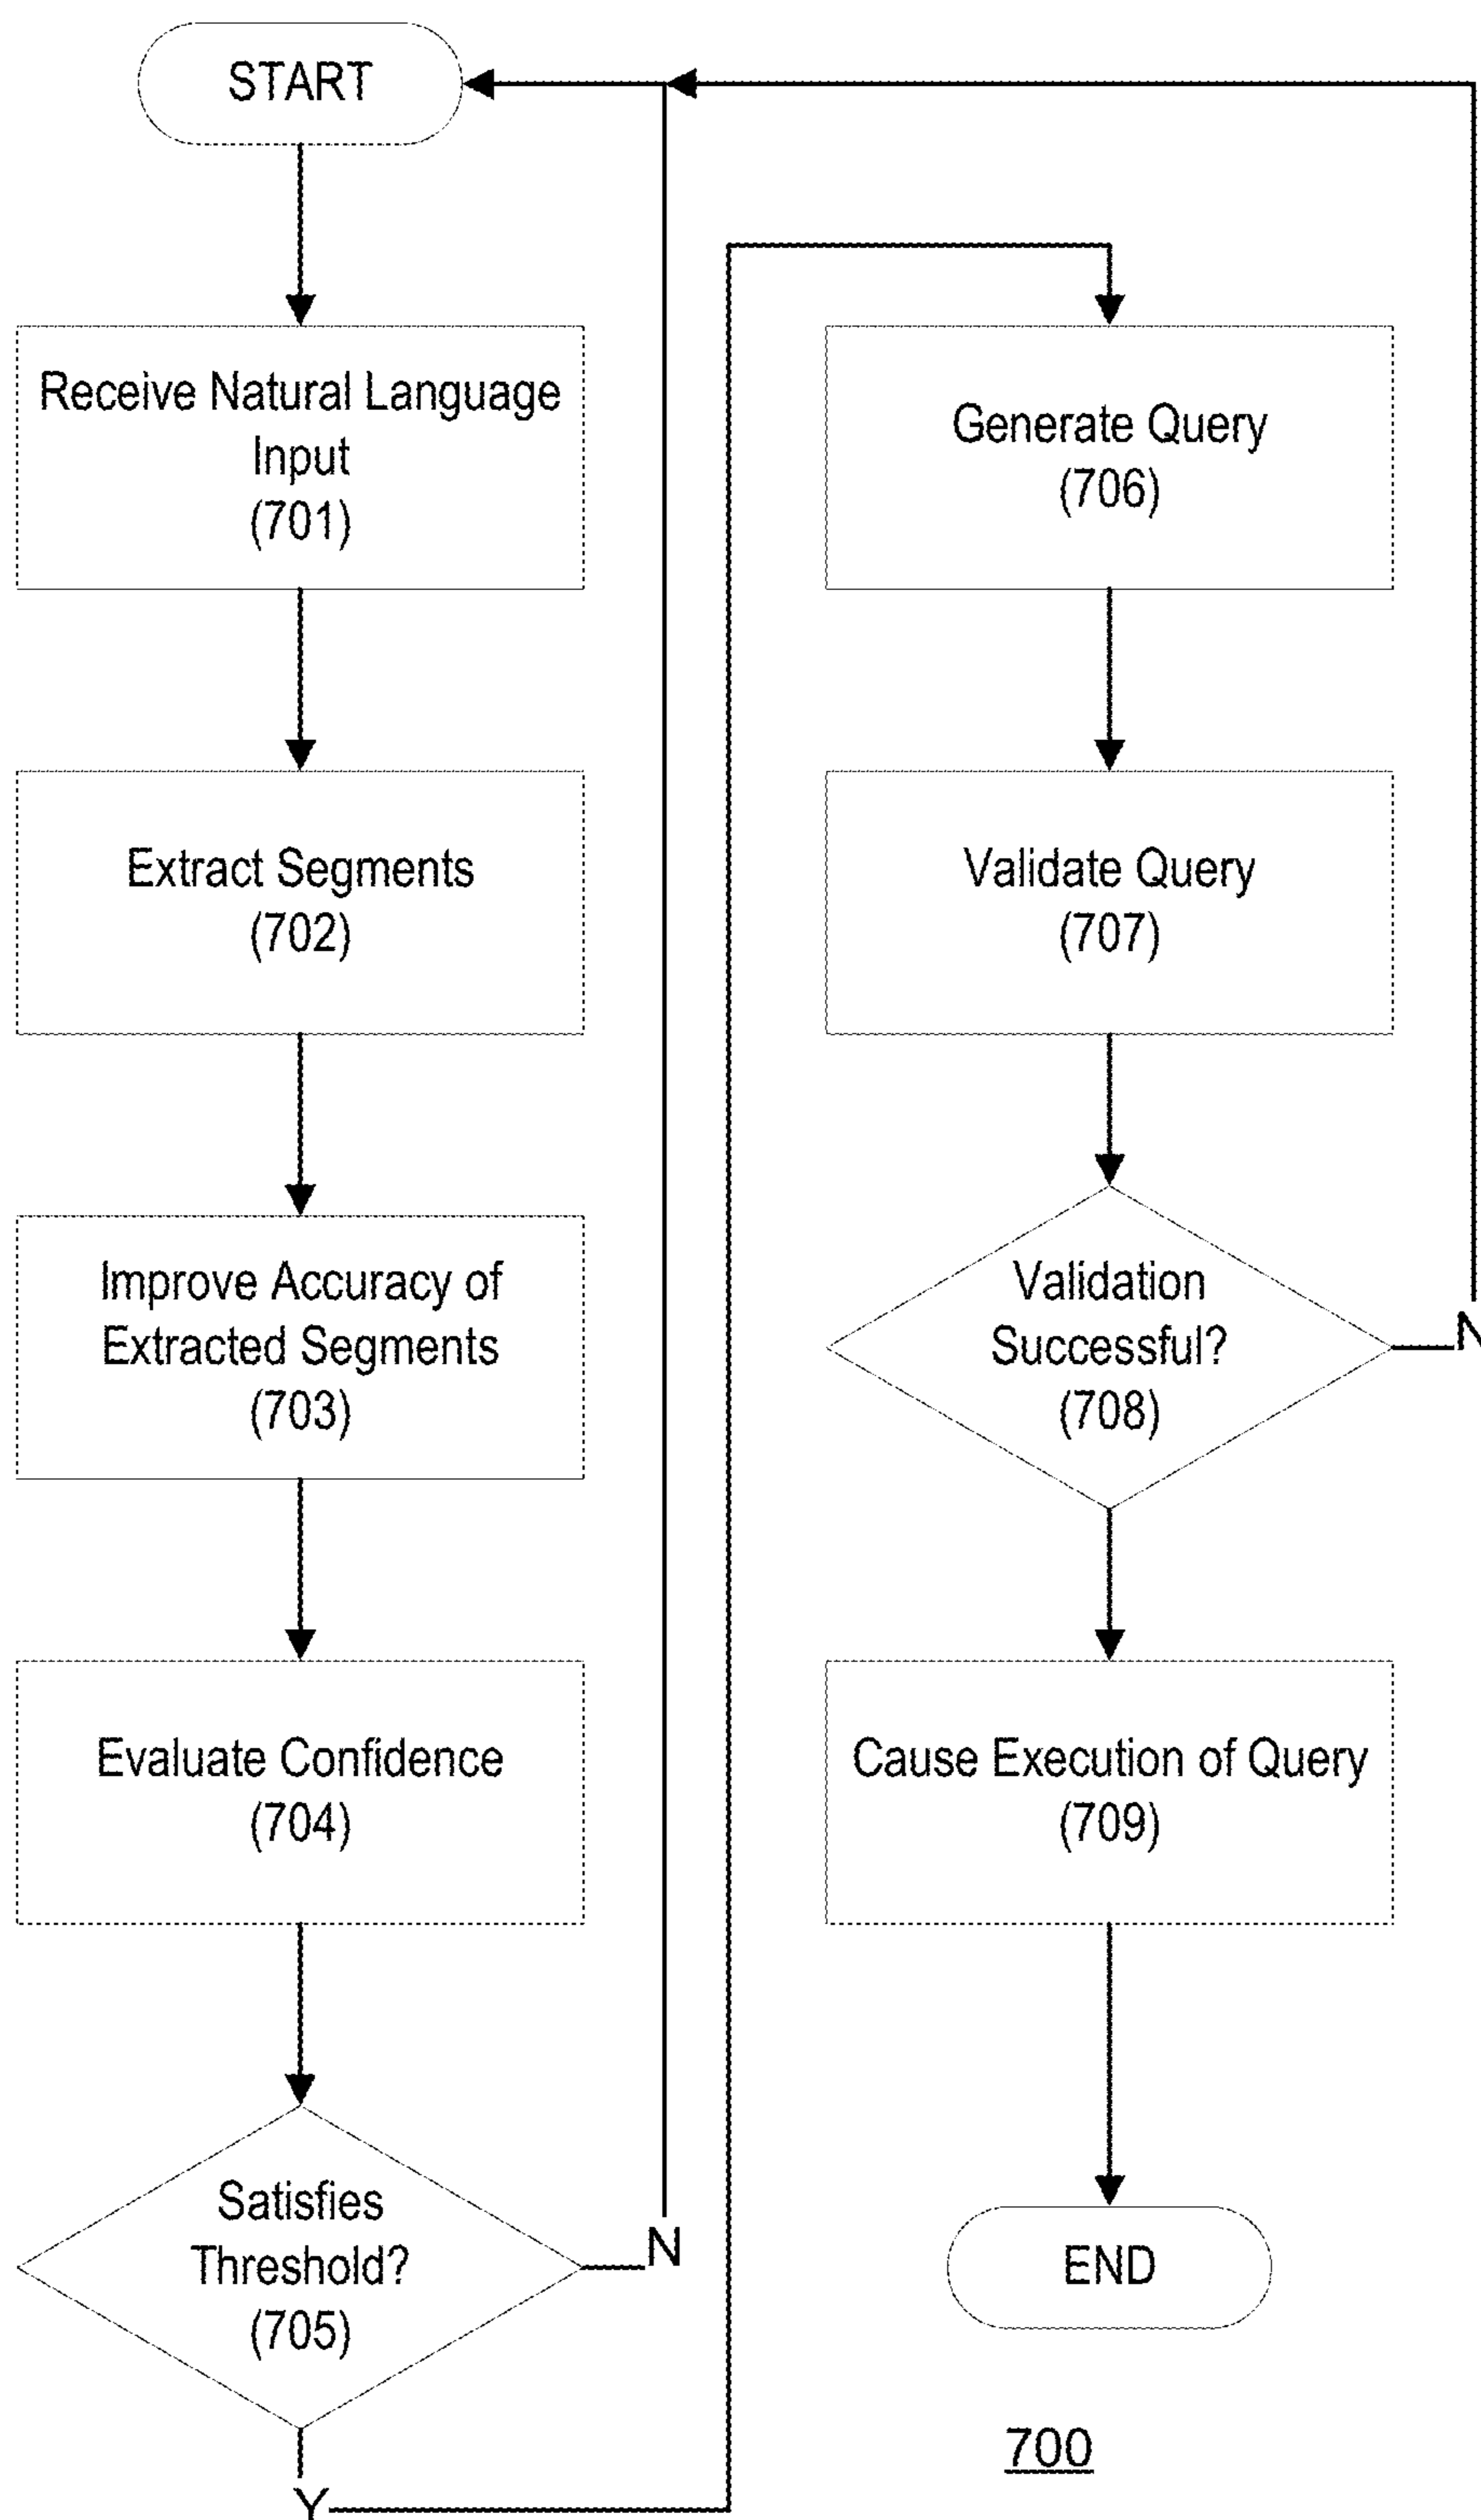 START
Receive Natural Language
Input
(701)
Extract Segments
(702)
Improve Accuracy of
Extracted Segments
(703)
Evaluate Confidence
(704)
Satisfies
Threshold?
(705)
N
Y
Generate Query
(706)
Validate Query
(707)
Validation
Successful?
(708)
N
Cause Execution of Query
(709)
END
700